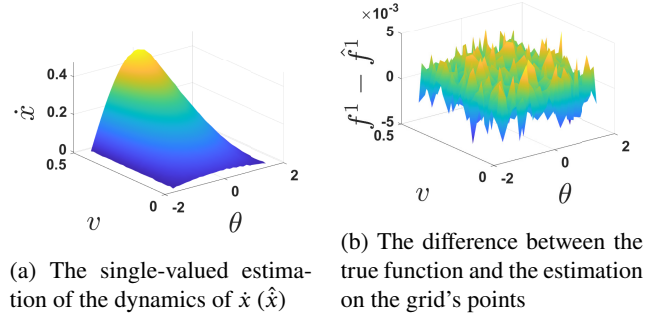 0.4
0.2
0
0.5
0
-2
0
2
ẋ
v
θ
(a) The single-valued estima-
tion of the dynamics of ẋ (x̂̇)
×10⁻³
5
0
-5
0.5
0
-2
0
2
f¹ − f̂¹
v
θ
(b) The difference between the
true function and the estimation
on the grid's points